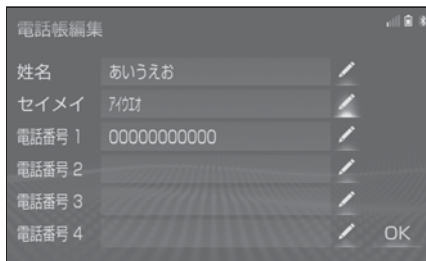 電話帳編集
姓名 あいうえお
セイメイ ｱｲｳｴｵ
電話番号 1 00000000000
電話番号 2
電話番号 3
電話番号 4 OK